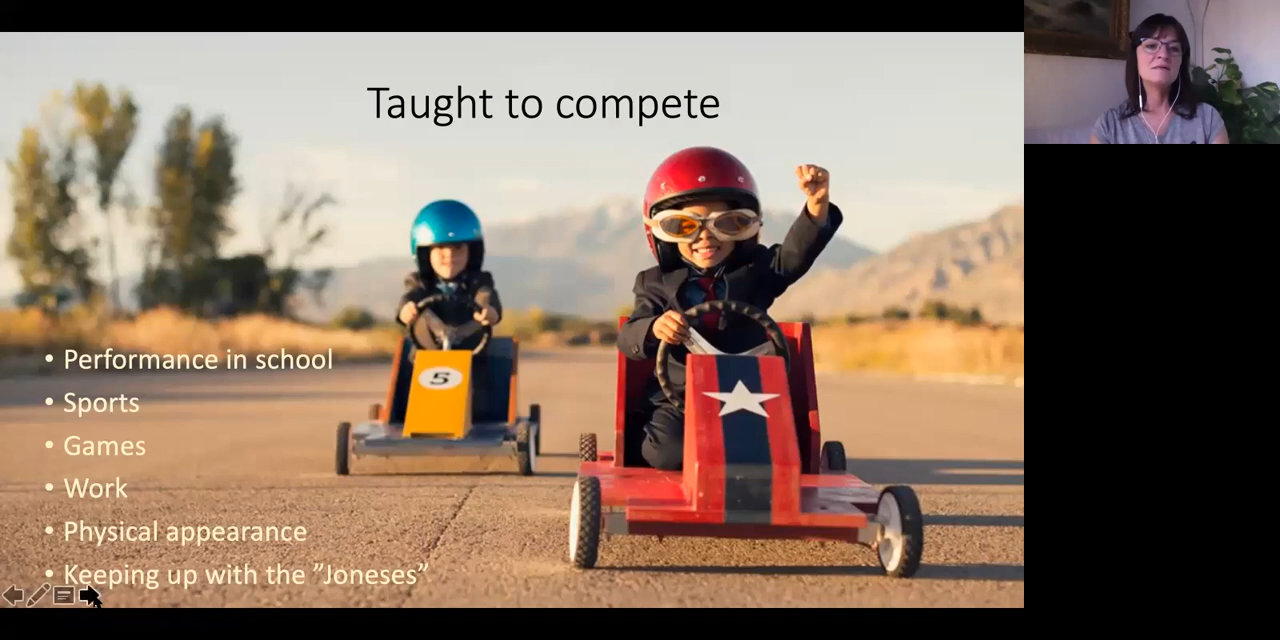 Taught to compete
• Performance in school
• Sports
• Games
• Work
• Physical appearance
• Keeping up with the ”Joneses”
5